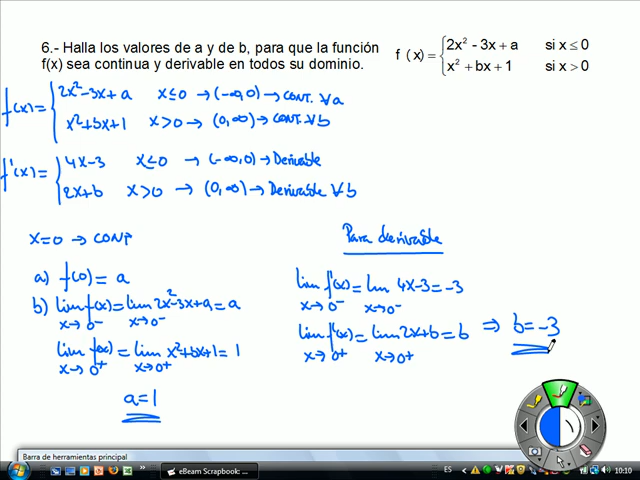 6.- Halla los valores de a y de b, para que la función
f(x) sea continua y derivable en todos su dominio.
f (x) = { 2x² - 3x + a si x ≤ 0
x² + bx + 1 si x > 0
f(x) = { 2x²-3x+a x≤0 → (-∞,0) → CONT. ∀a
x²+bx+1 x>0 → (0,∞) → CONT. ∀b
f'(x) = { 4x-3 x≤0 → (-∞,0) → Derivable
2x+b x>0 → (0,∞) → Derivable ∀b
x=0 → CONT
a) f(0) = a
b) lim f(x) = lim 2x²-3x+a = a
x→0⁻ x→0⁻
lim f(x) = lim x²+bx+1 = 1
x→0⁺ x→0⁺
a=1
Para derivable
lim f'(x) = lim 4x-3 = -3
x→0⁻ x→0⁻
lim f'(x) = lim 2x+b = b ⇒ b=-3
x→0⁺ x→0⁺
Barra de herramientas principal
eBeam Scrapbook: ...
ES
10:10